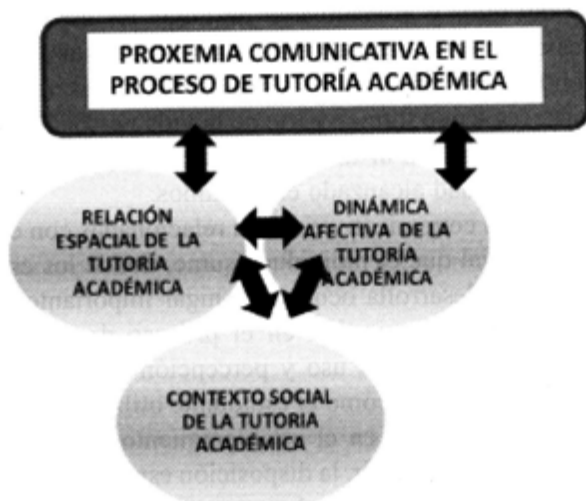 PROXEMIA COMUNICATIVA EN EL
PROCESO DE TUTORÍA ACADÉMICA
RELACIÓN
ESPACIAL DE LA
TUTORÍA
ACADÉMICA
DINÁMICA
AFECTIVA DE LA
TUTORÍA
ACADÉMICA
CONTEXTO SOCIAL
DE LA TUTORIA
ACADÉMICA